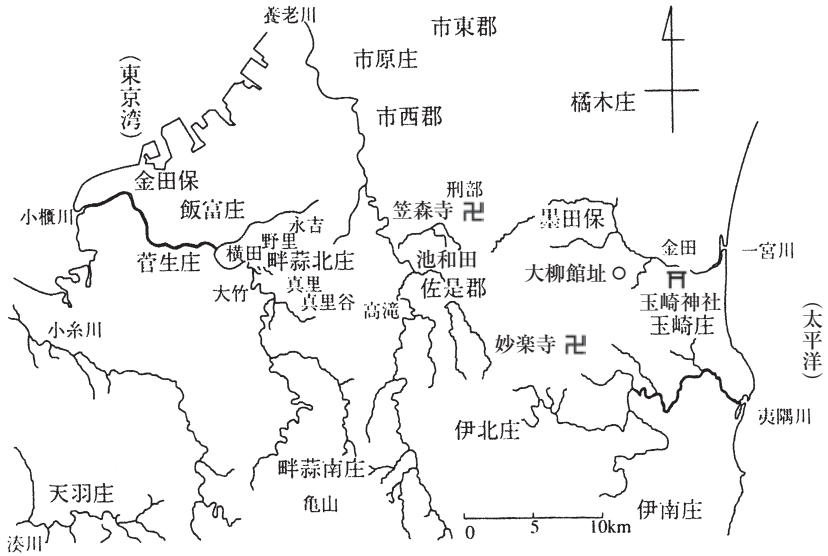 養老川
市東郡
市原庄
(東京湾)
橘木庄
市西郡
金田保
刑部
飯富庄
笠森寺 卍
墨田保
小櫃川
永吉
野里
金田
一宮川
横田
畔蒜北庄
池和田
菅生庄
大柳館址
大竹
真里
佐是郡
真里谷
玉崎神社
高滝
玉崎庄
(太平洋)
小糸川
妙楽寺 卍
夷隅川
伊北庄
畔蒜南庄
天羽庄
亀山
伊南庄
湊川
0 5 10km